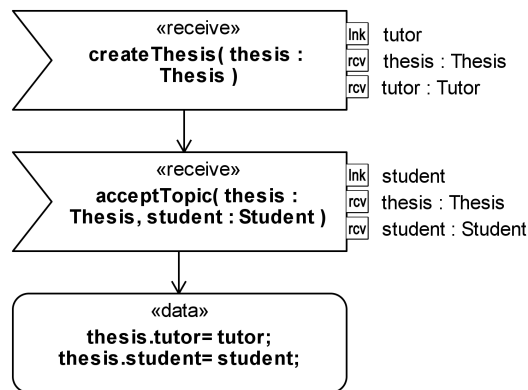 «receive»
createThesis( thesis :
Thesis )
lnk tutor
rcv thesis : Thesis
rcv tutor : Tutor
«receive»
acceptTopic( thesis :
Thesis, student : Student )
lnk student
rcv thesis : Thesis
rcv student : Student
«data»
thesis.tutor= tutor;
thesis.student= student;